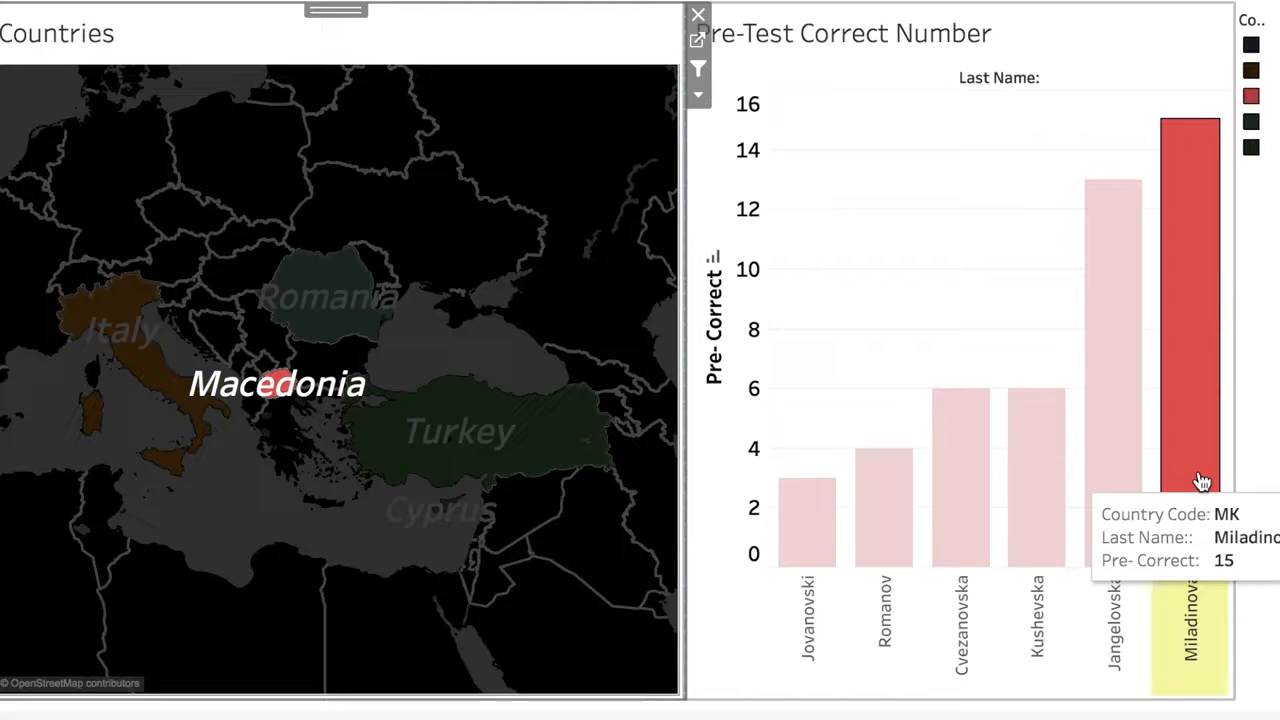 Countries
Pre-Test Correct Number
Co..
Last Name:
16
14
12
10
8
6
4
2
0
Pre- Correct
Romania
Italy
Macedonia
Turkey
Cyprus
Country Code: MK
Last Name:: Miladino
Pre- Correct: 15
Jovanovski
Romanov
Cvezanovska
Kushevska
Jangelovska
Miladinova
© OpenStreetMap contributors